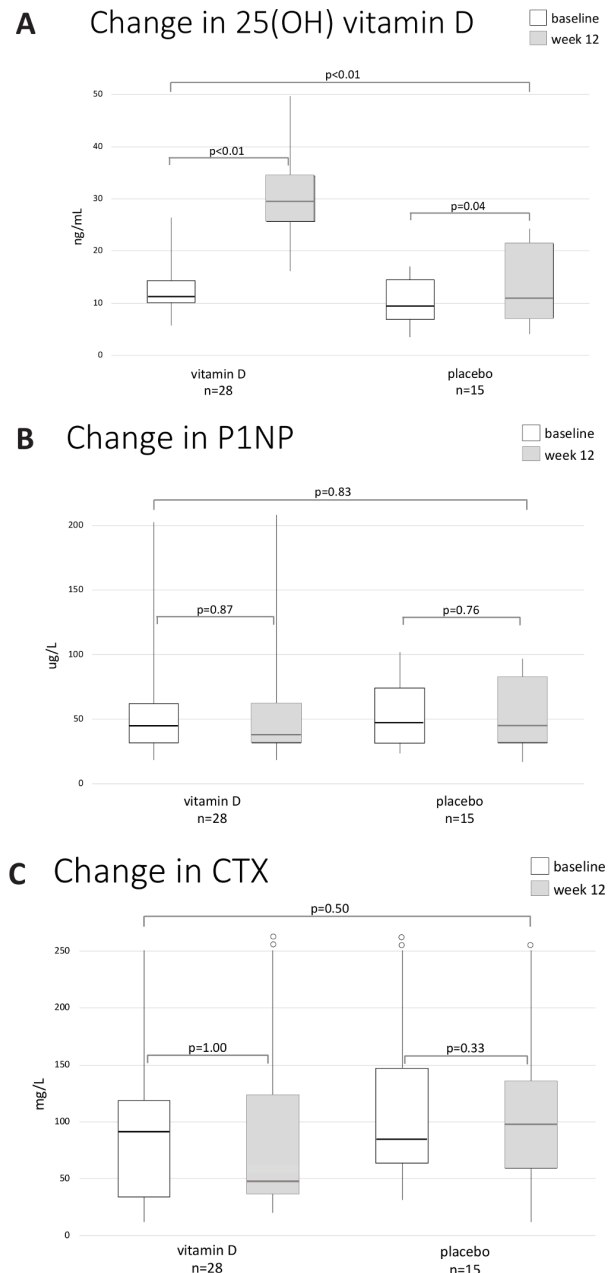 A Change in 25(OH) vitamin D
baseline
week 12
p<0.01
50
40
30
20
10
0
ng/mL
p<0.01
p=0.04
vitamin D
n=28
placebo
n=15
B Change in P1NP
baseline
week 12
p=0.83
200
150
100
50
0
ug/L
p=0.87
p=0.76
vitamin D
n=28
placebo
n=15
C Change in CTX
baseline
week 12
p=0.50
250
200
150
100
50
0
mg/L
p=1.00
p=0.33
vitamin D
n=28
placebo
n=15